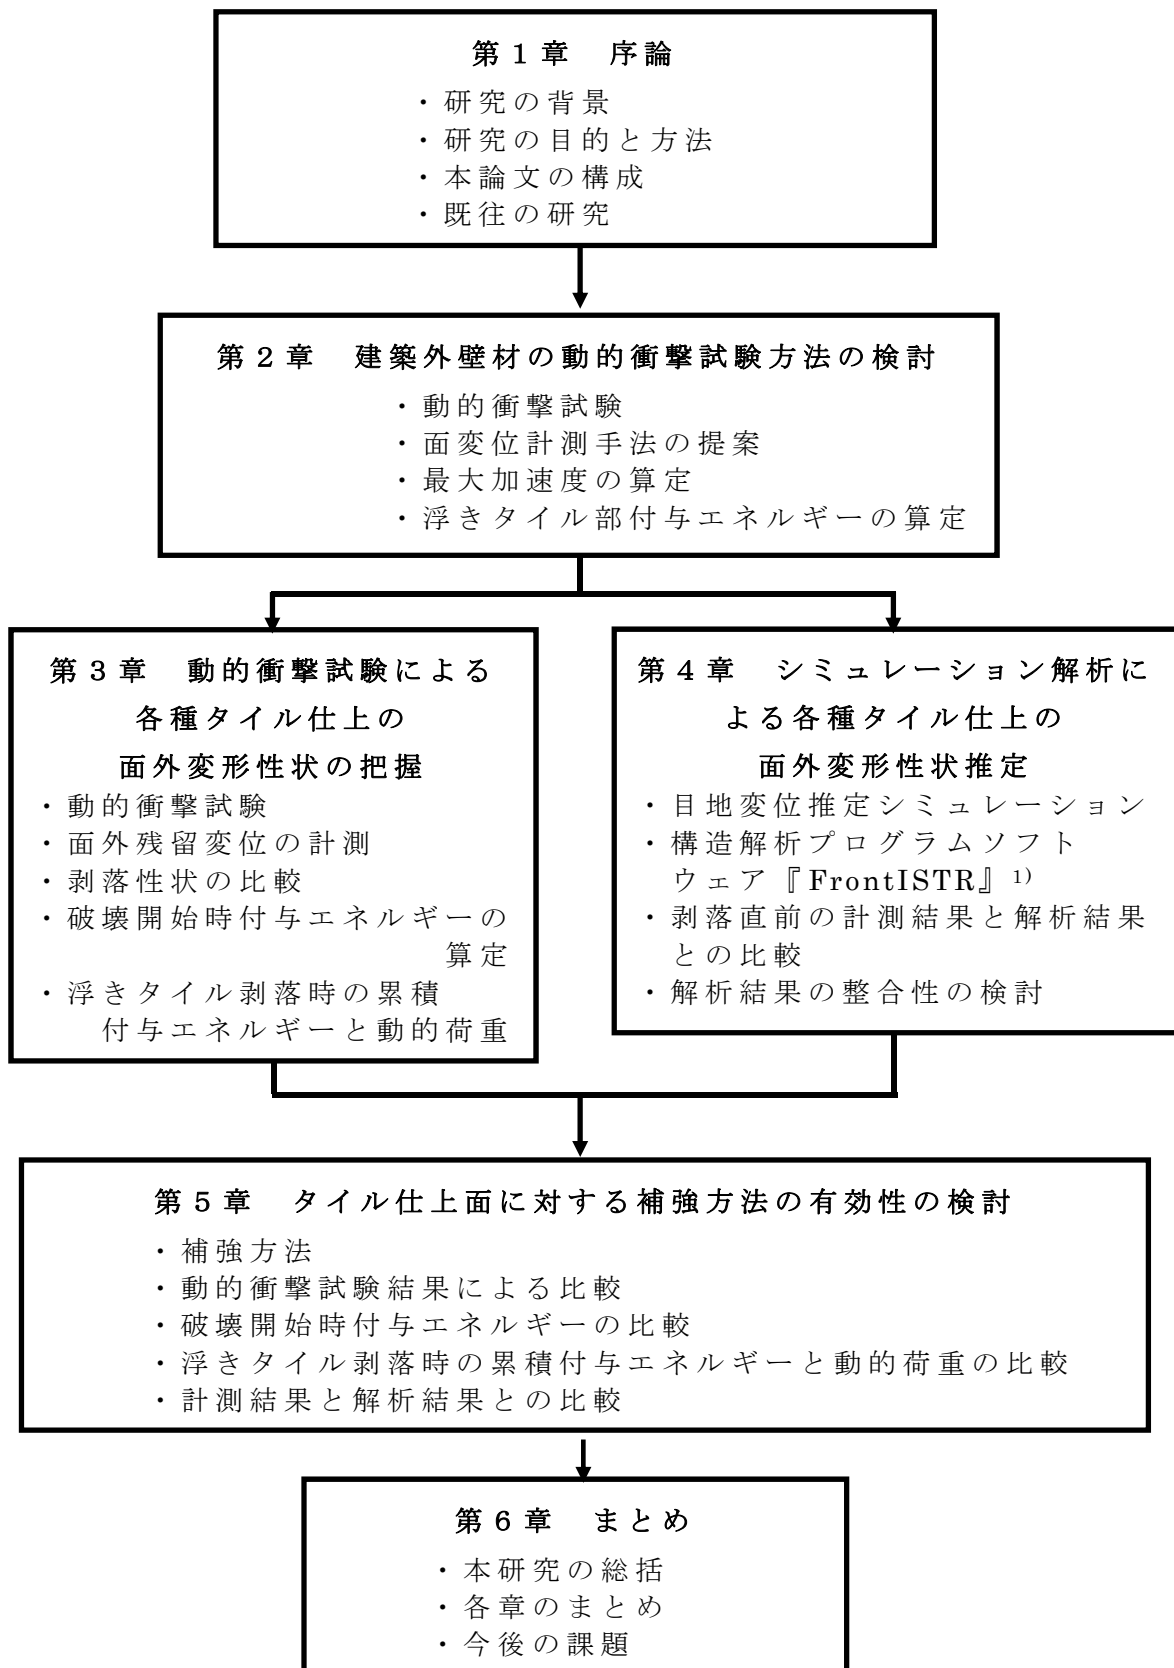 第1章　序論
・研究の背景
・研究の目的と方法
・本論文の構成
・既往の研究
第2章　建築外壁材の動的衝撃試験方法の検討
・動的衝撃試験
・面変位計測手法の提案
・最大加速度の算定
・浮きタイル部付与エネルギーの算定
第3章　動的衝撃試験による
各種タイル仕上の
面外変形性状の把握
・動的衝撃試験
・面外残留変位の計測
・剥落性状の比較
・破壊開始時付与エネルギーの
算定
・浮きタイル剥落時の累積
付与エネルギーと動的荷重
第4章　シミュレーション解析に
よる各種タイル仕上の
面外変形性状推定
・目地変位推定シミュレーション
・構造解析プログラムソフト
ウェア『FrontISTR』1)
・剥落直前の計測結果と解析結果
との比較
・解析結果の整合性の検討
第5章　タイル仕上面に対する補強方法の有効性の検討
・補強方法
・動的衝撃試験結果による比較
・破壊開始時付与エネルギーの比較
・浮きタイル剥落時の累積付与エネルギーと動的荷重の比較
・計測結果と解析結果との比較
第6章　まとめ
・本研究の総括
・各章のまとめ
・今後の課題